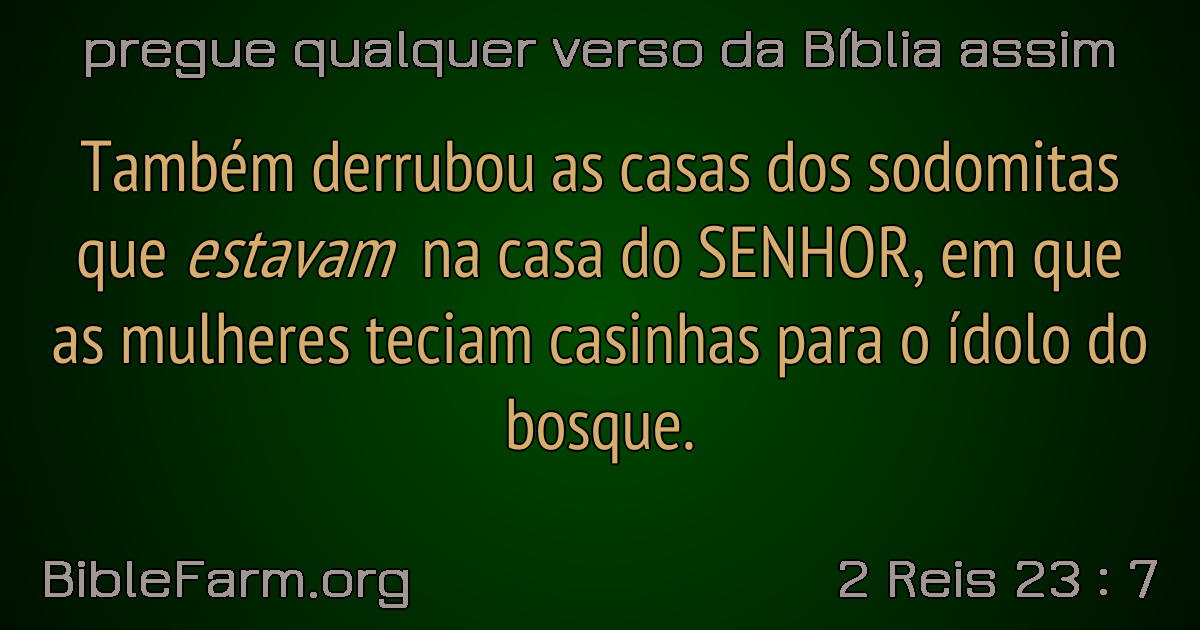 pregue qualquer verso da Bíblia assim
Também derrubou as casas dos sodomitas
que estavam na casa do SENHOR, em que
as mulheres teciam casinhas para o ídolo do
bosque.
BibleFarm.org
2 Reis 23 : 7